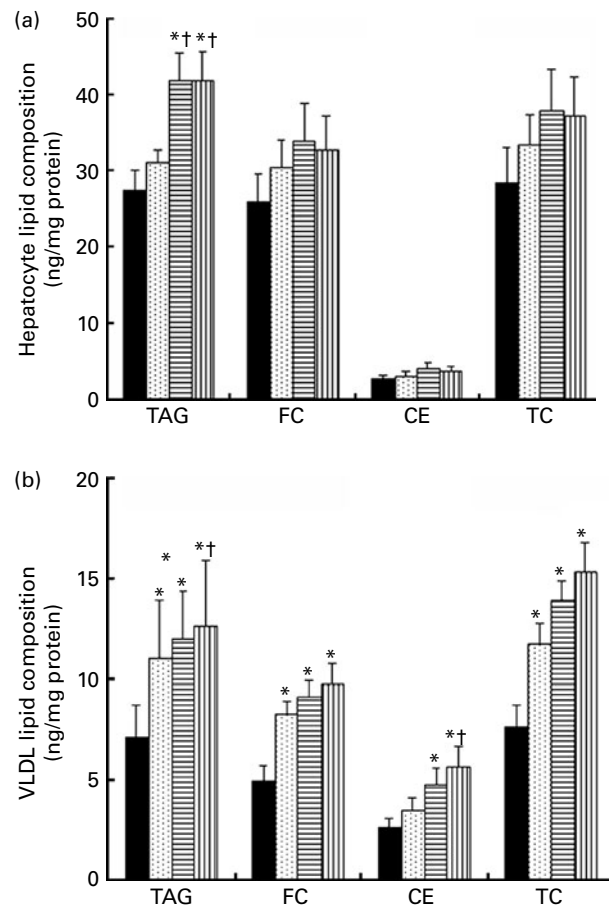 (a)
50
40
30
20
10
0
Hepatocyte lipid composition
(ng/mg protein)
*† *†
TAG FC CE TC
(b)
20
15
10
5
0
VLDL lipid composition
(ng/mg protein)
* * * *†
* * *
* *†
* * *
TAG FC CE TC